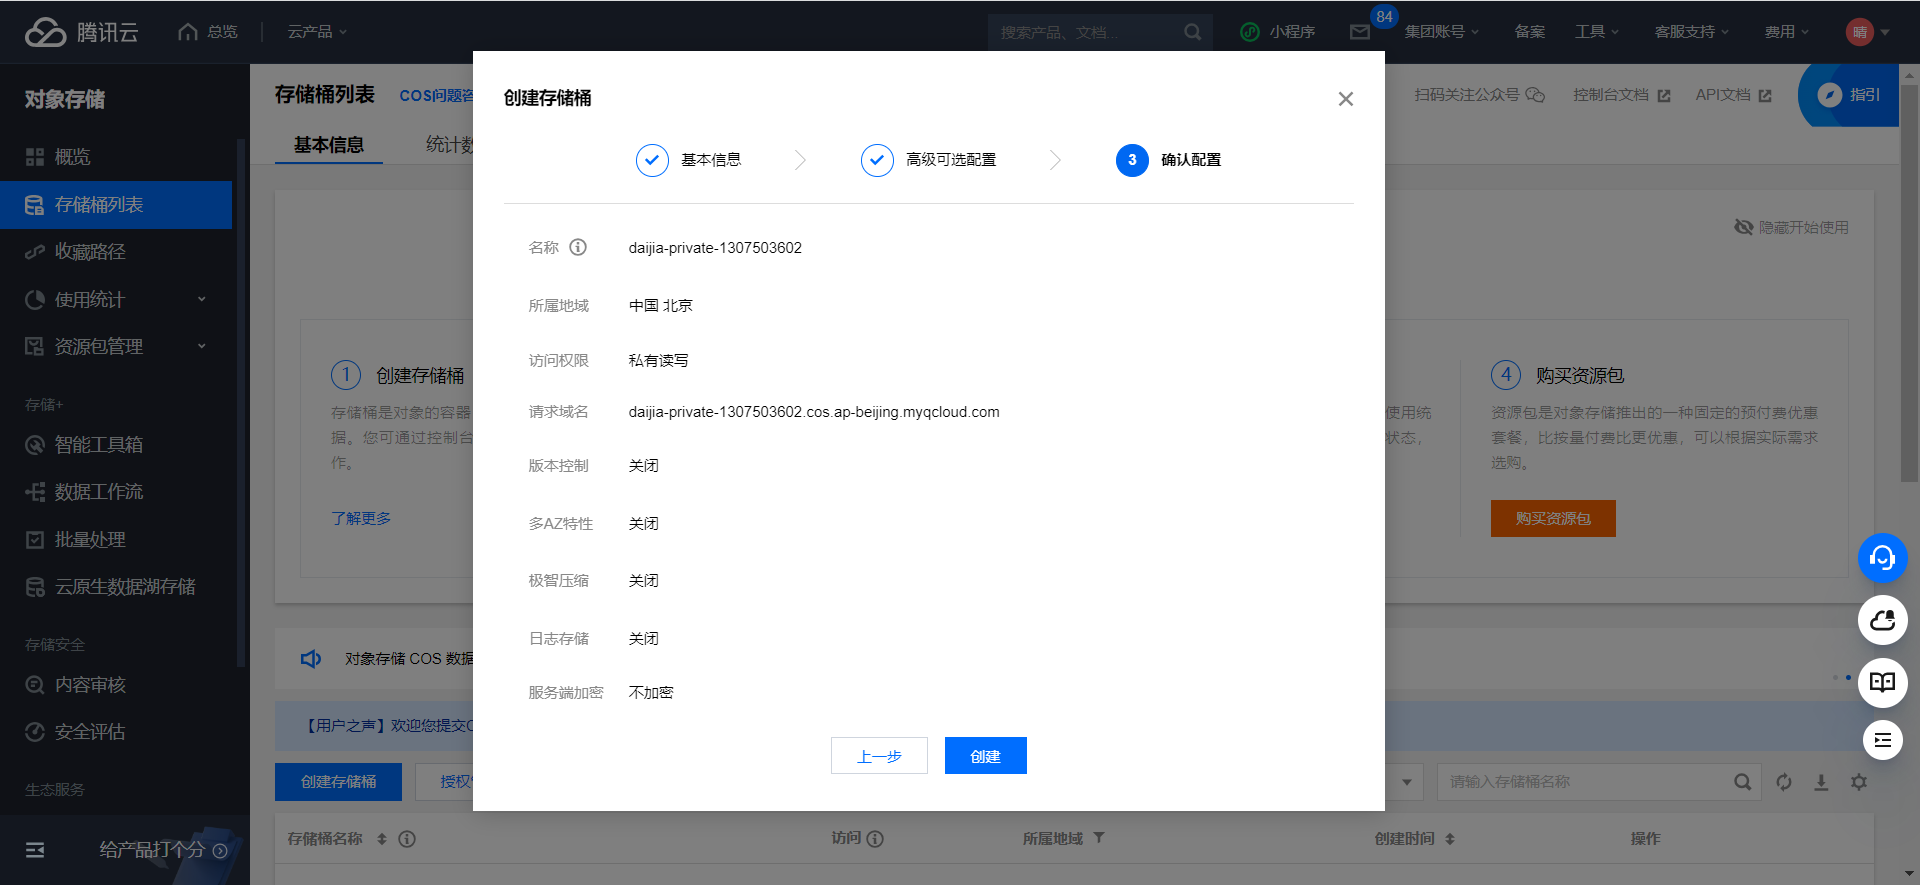 腾讯云
总览
云产品
搜索产品、文档...
小程序
84
集团账号
备案
工具
客服支持
费用
晴
对象存储
概览
存储桶列表
收藏路径
使用统计
资源包管理
存储+
智能工具箱
数据工作流
批量处理
云原生数据湖存储
存储安全
内容审核
安全评估
生态服务
给产品打个分
存储桶列表
COS问题咨
扫码关注公众号
控制台文档
API文档
指引
基本信息
统计数
隐藏开始使用
1
创建存储桶
存储桶是对象的容器
据。您可通过控制台
作。
了解更多
使用统
状态，
4
购买资源包
资源包是对象存储推出的一种固定的预付费优惠
套餐，比按量付费比更优惠，可以根据实际需求
选购。
购买资源包
对象存储 COS 数据
【用户之声】欢迎您提交C
创建存储桶
授权
请输入存储桶名称
存储桶名称
访问
所属地域
创建时间
操作
创建存储桶
基本信息
高级可选配置
3
确认配置
名称
daijia-private-1307503602
所属地域
中国 北京
访问权限
私有读写
请求域名
daijia-private-1307503602.cos.ap-beijing.myqcloud.com
版本控制
关闭
多AZ特性
关闭
极智压缩
关闭
日志存储
关闭
服务端加密
不加密
上一步
创建